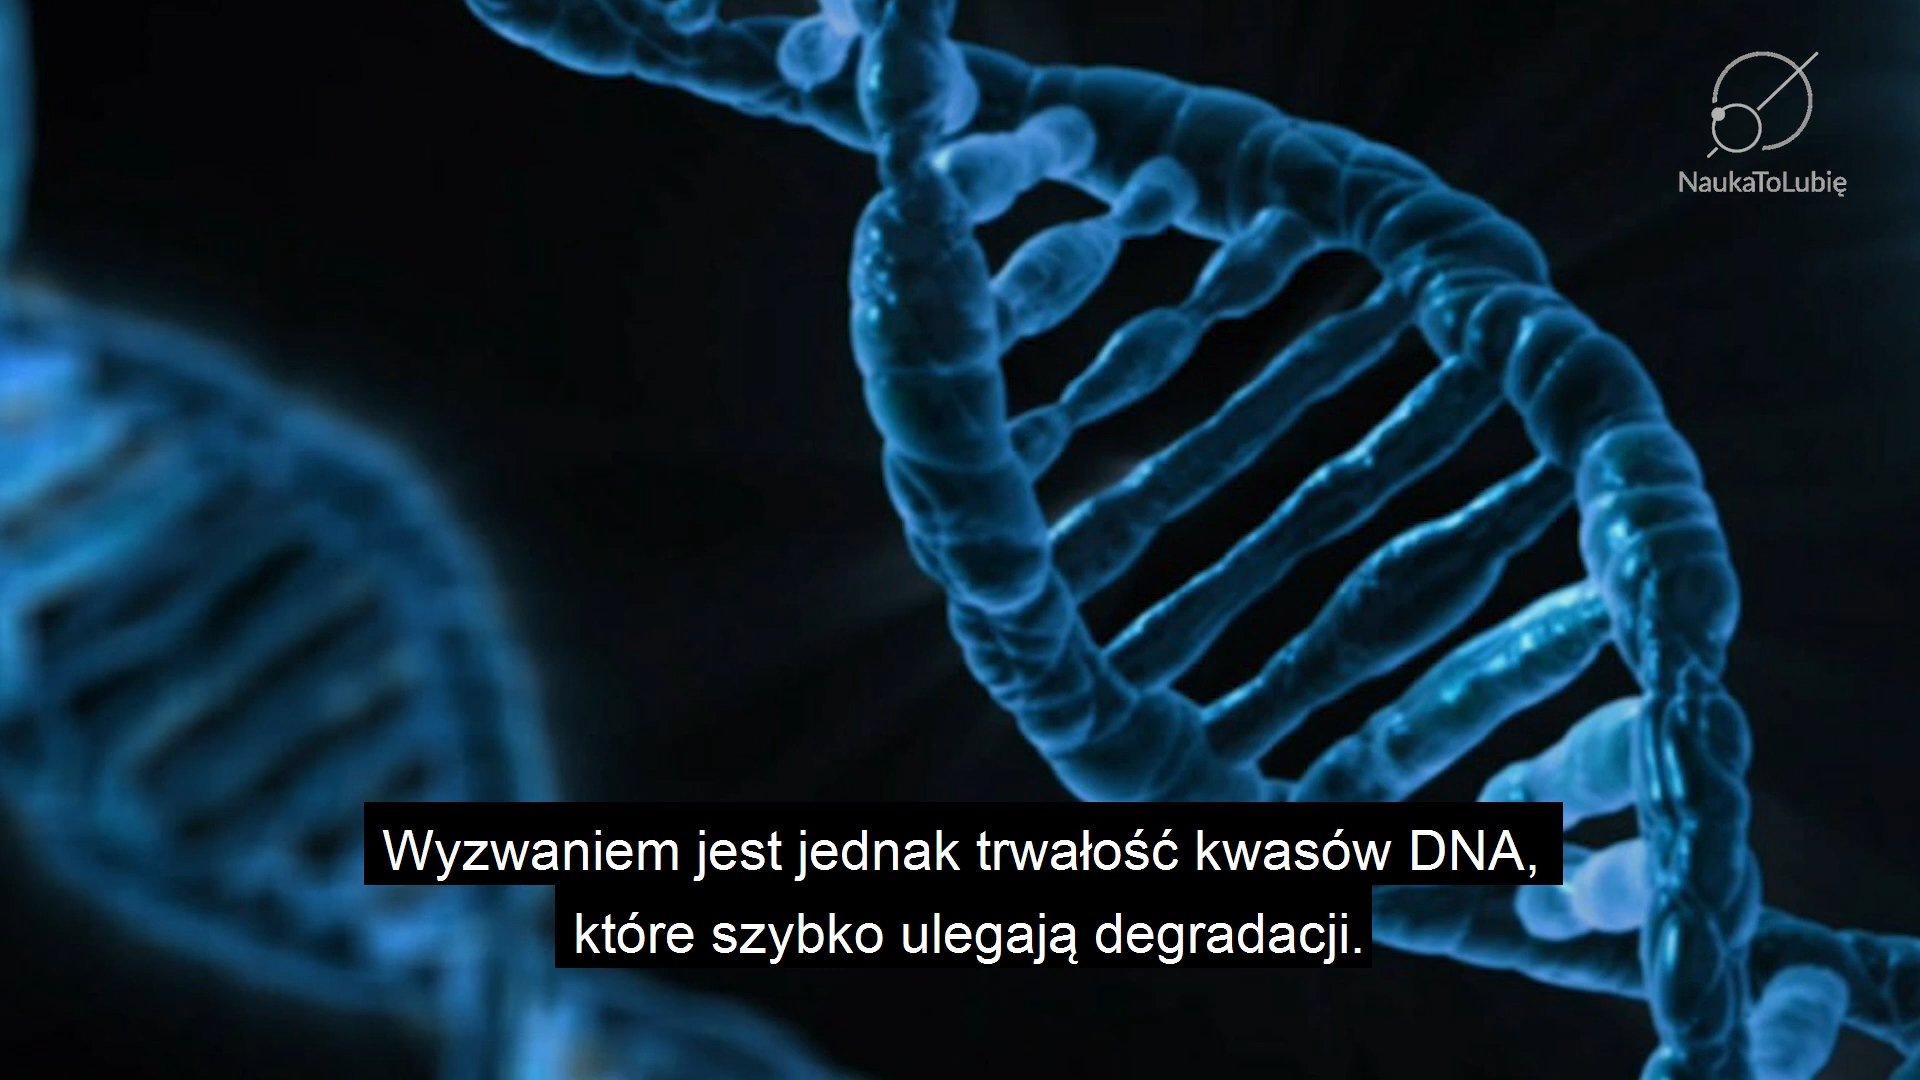 NaukaToLubię
Wyzwaniem jest jednak trwałość kwasów DNA,
które szybko ulegają degradacji.